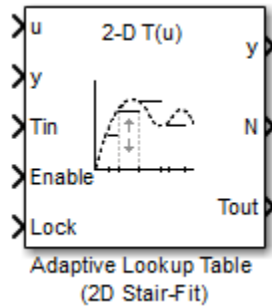 u
2-D T(u)
y
y
Tin
N
Enable
Tout
Lock
Adaptive Lookup Table
(2D Stair-Fit)